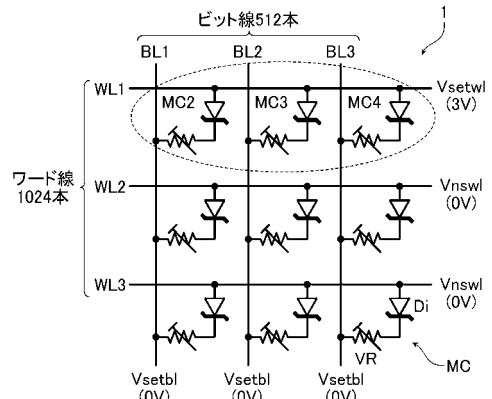 ビット線512本
1
BL1 BL2 BL3
WL1 MC2 MC3 MC4 Vsetwl
(3V)
ワード線
1024本
WL2 Vnswl
(0V)
WL3 Vnswl
(0V)
Di
VR
MC
Vsetbl Vsetbl Vsetbl
(0V) (0V) (0V)